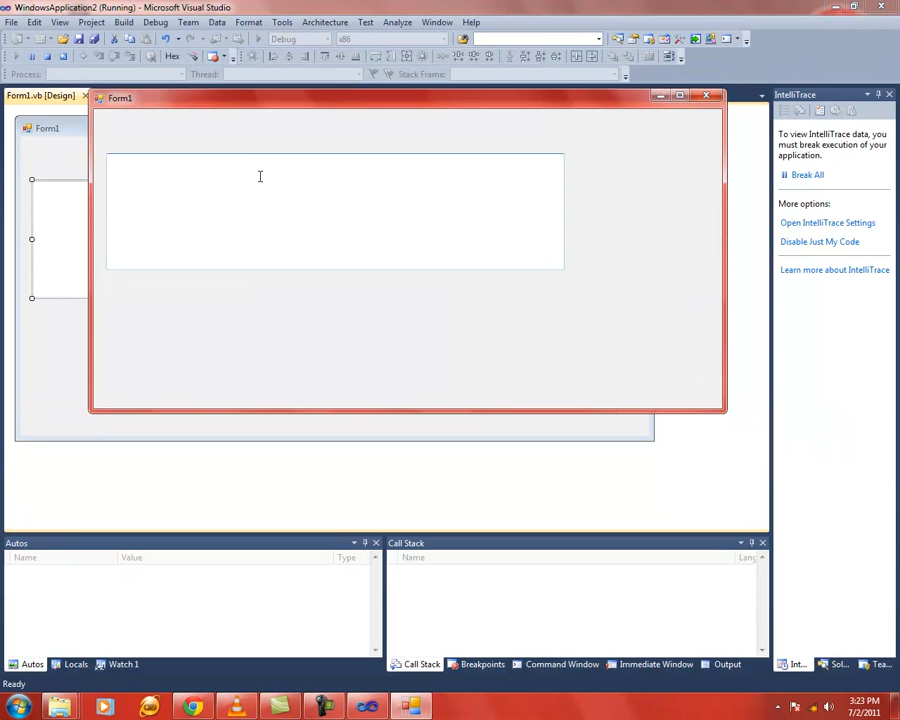 WindowsApplication2 (Running) - Microsoft Visual Studio
File Edit View Project Build Debug Team Data Format Tools Architecture Test Analyze Window Help
Debug x86
Hex
Process: Thread: Stack Frame:
Form1.vb [Design]
Form1
Form1
IntelliTrace
To view IntelliTrace data, you
must break execution of your
application.
Break All
More options:
Open IntelliTrace Settings
Disable Just My Code
Learn more about IntelliTrace
Autos
Name Value Type
Call Stack
Name Lang
Autos Locals Watch 1
Call Stack Breakpoints Command Window Immediate Window Output
Int... Sol... Tea...
Ready
3:23 PM
7/2/2011